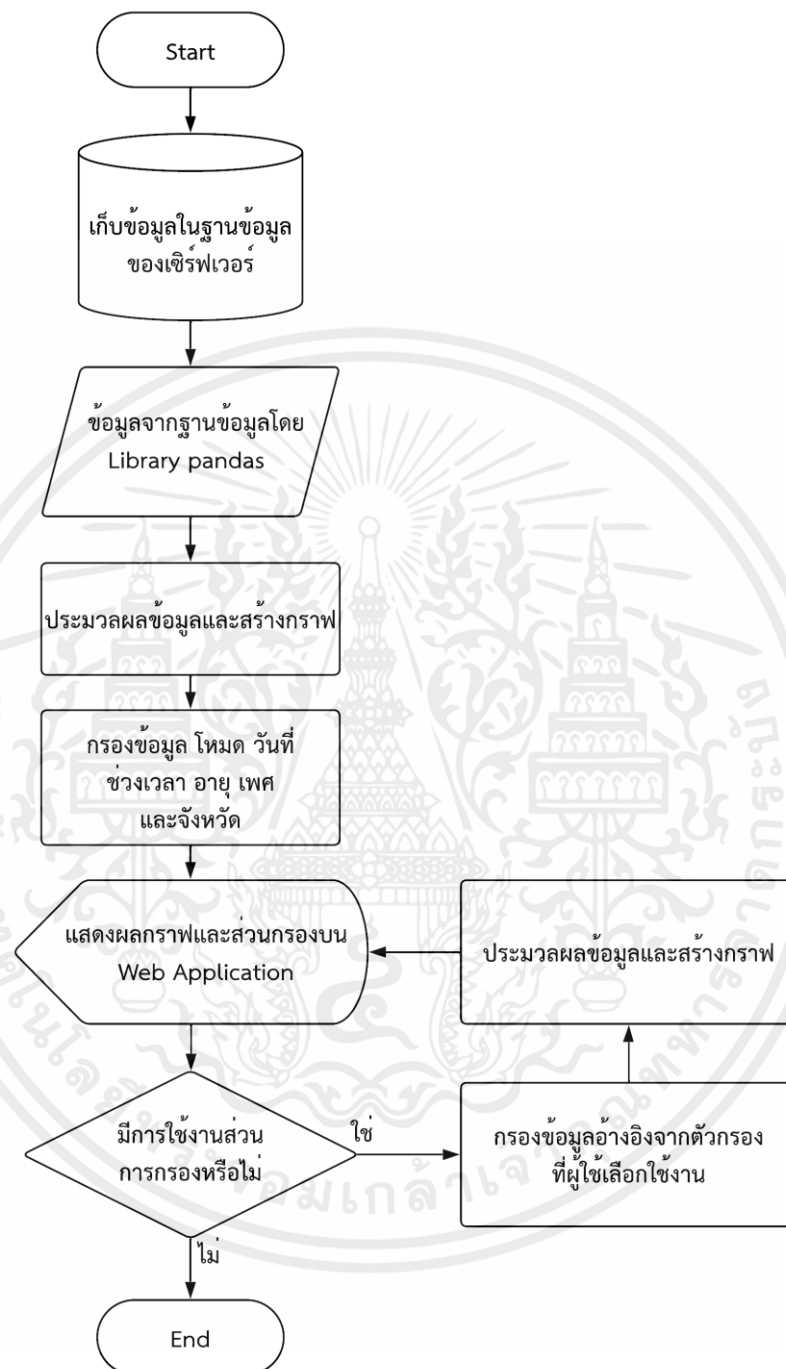 Start
เก็บข้อมูลในฐานข้อมูล
ของเซิร์ฟเวอร์
ข้อมูลจากฐานข้อมูลโดย
Library pandas
ประมวลผลข้อมูลและสร้างกราฟ
กรองข้อมูล โหมด วันที่
ช่วงเวลา อายุ เพศ
และจังหวัด
แสดงผลกราฟและส่วนกรองบน
Web Application
ประมวลผลข้อมูลและสร้างกราฟ
มีการใช้งานส่วน
การกรองหรือไม่
ใช่
กรองข้อมูลอ้างอิงจากตัวกรอง
ที่ผู้ใช้เลือกใช้งาน
ไม่
End